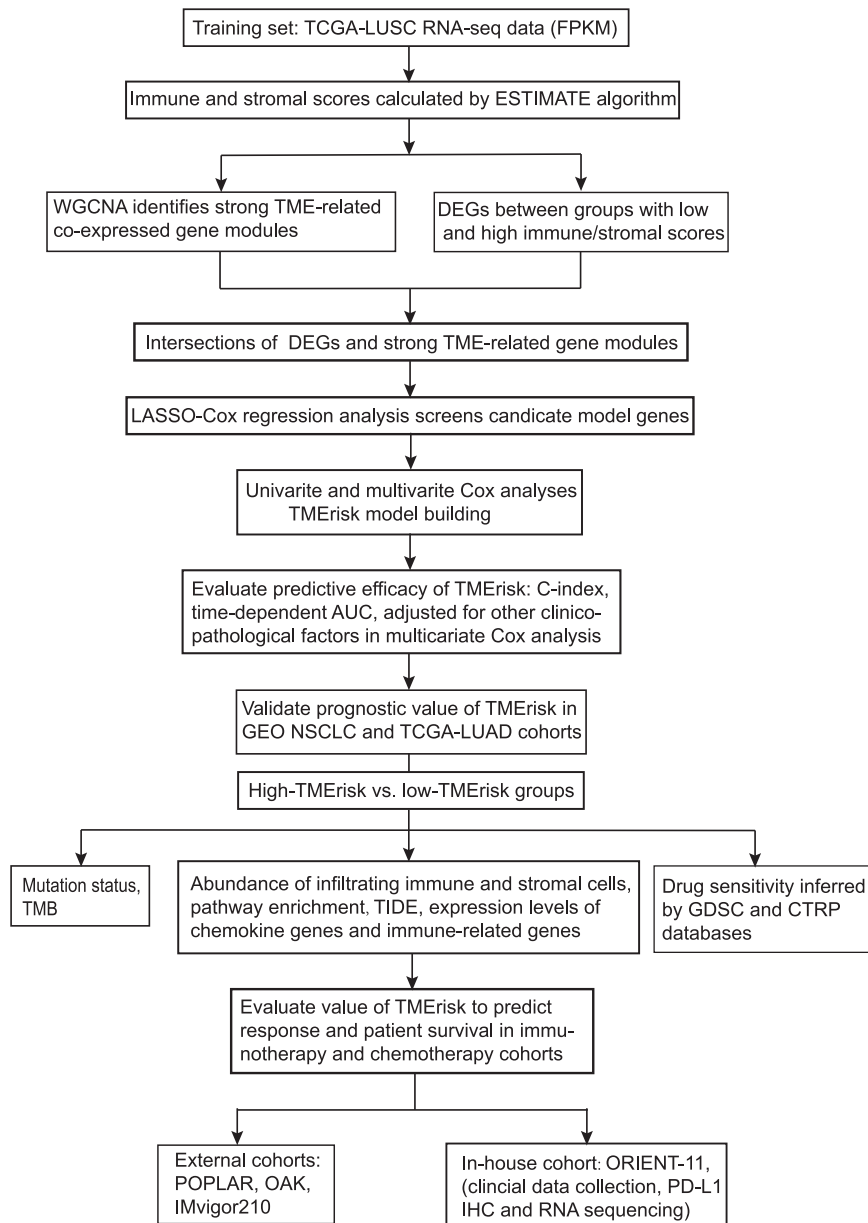 Training set: TCGA-LUSC RNA-seq data (FPKM)
Immune and stromal scores calculated by ESTIMATE algorithm
WGCNA identifies strong TME-related
co-expressed gene modules
DEGs between groups with low
and high immune/stromal scores
Intersections of DEGs and strong TME-related gene modules
LASSO-Cox regression analysis screens candicate model genes
Univarite and multivarite Cox analyses
TMErisk model building
Evaluate predictive efficacy of TMErisk: C-index,
time-dependent AUC, adjusted for other clinico-
pathological factors in multicariate Cox analysis
Validate prognostic value of TMErisk in
GEO NSCLC and TCGA-LUAD cohorts
High-TMErisk vs. low-TMErisk groups
Mutation status,
TMB
Abundance of infiltrating immune and stromal cells,
pathway enrichment, TIDE, expression levels of
chemokine genes and immune-related genes
Drug sensitivity inferred
by GDSC and CTRP
databases
Evaluate value of TMErisk to predict
response and patient survival in immu-
notherapy and chemotherapy cohorts
External cohorts:
POPLAR, OAK,
IMvigor210
In-house cohort: ORIENT-11,
(clincial data collection, PD-L1
IHC and RNA sequencing)